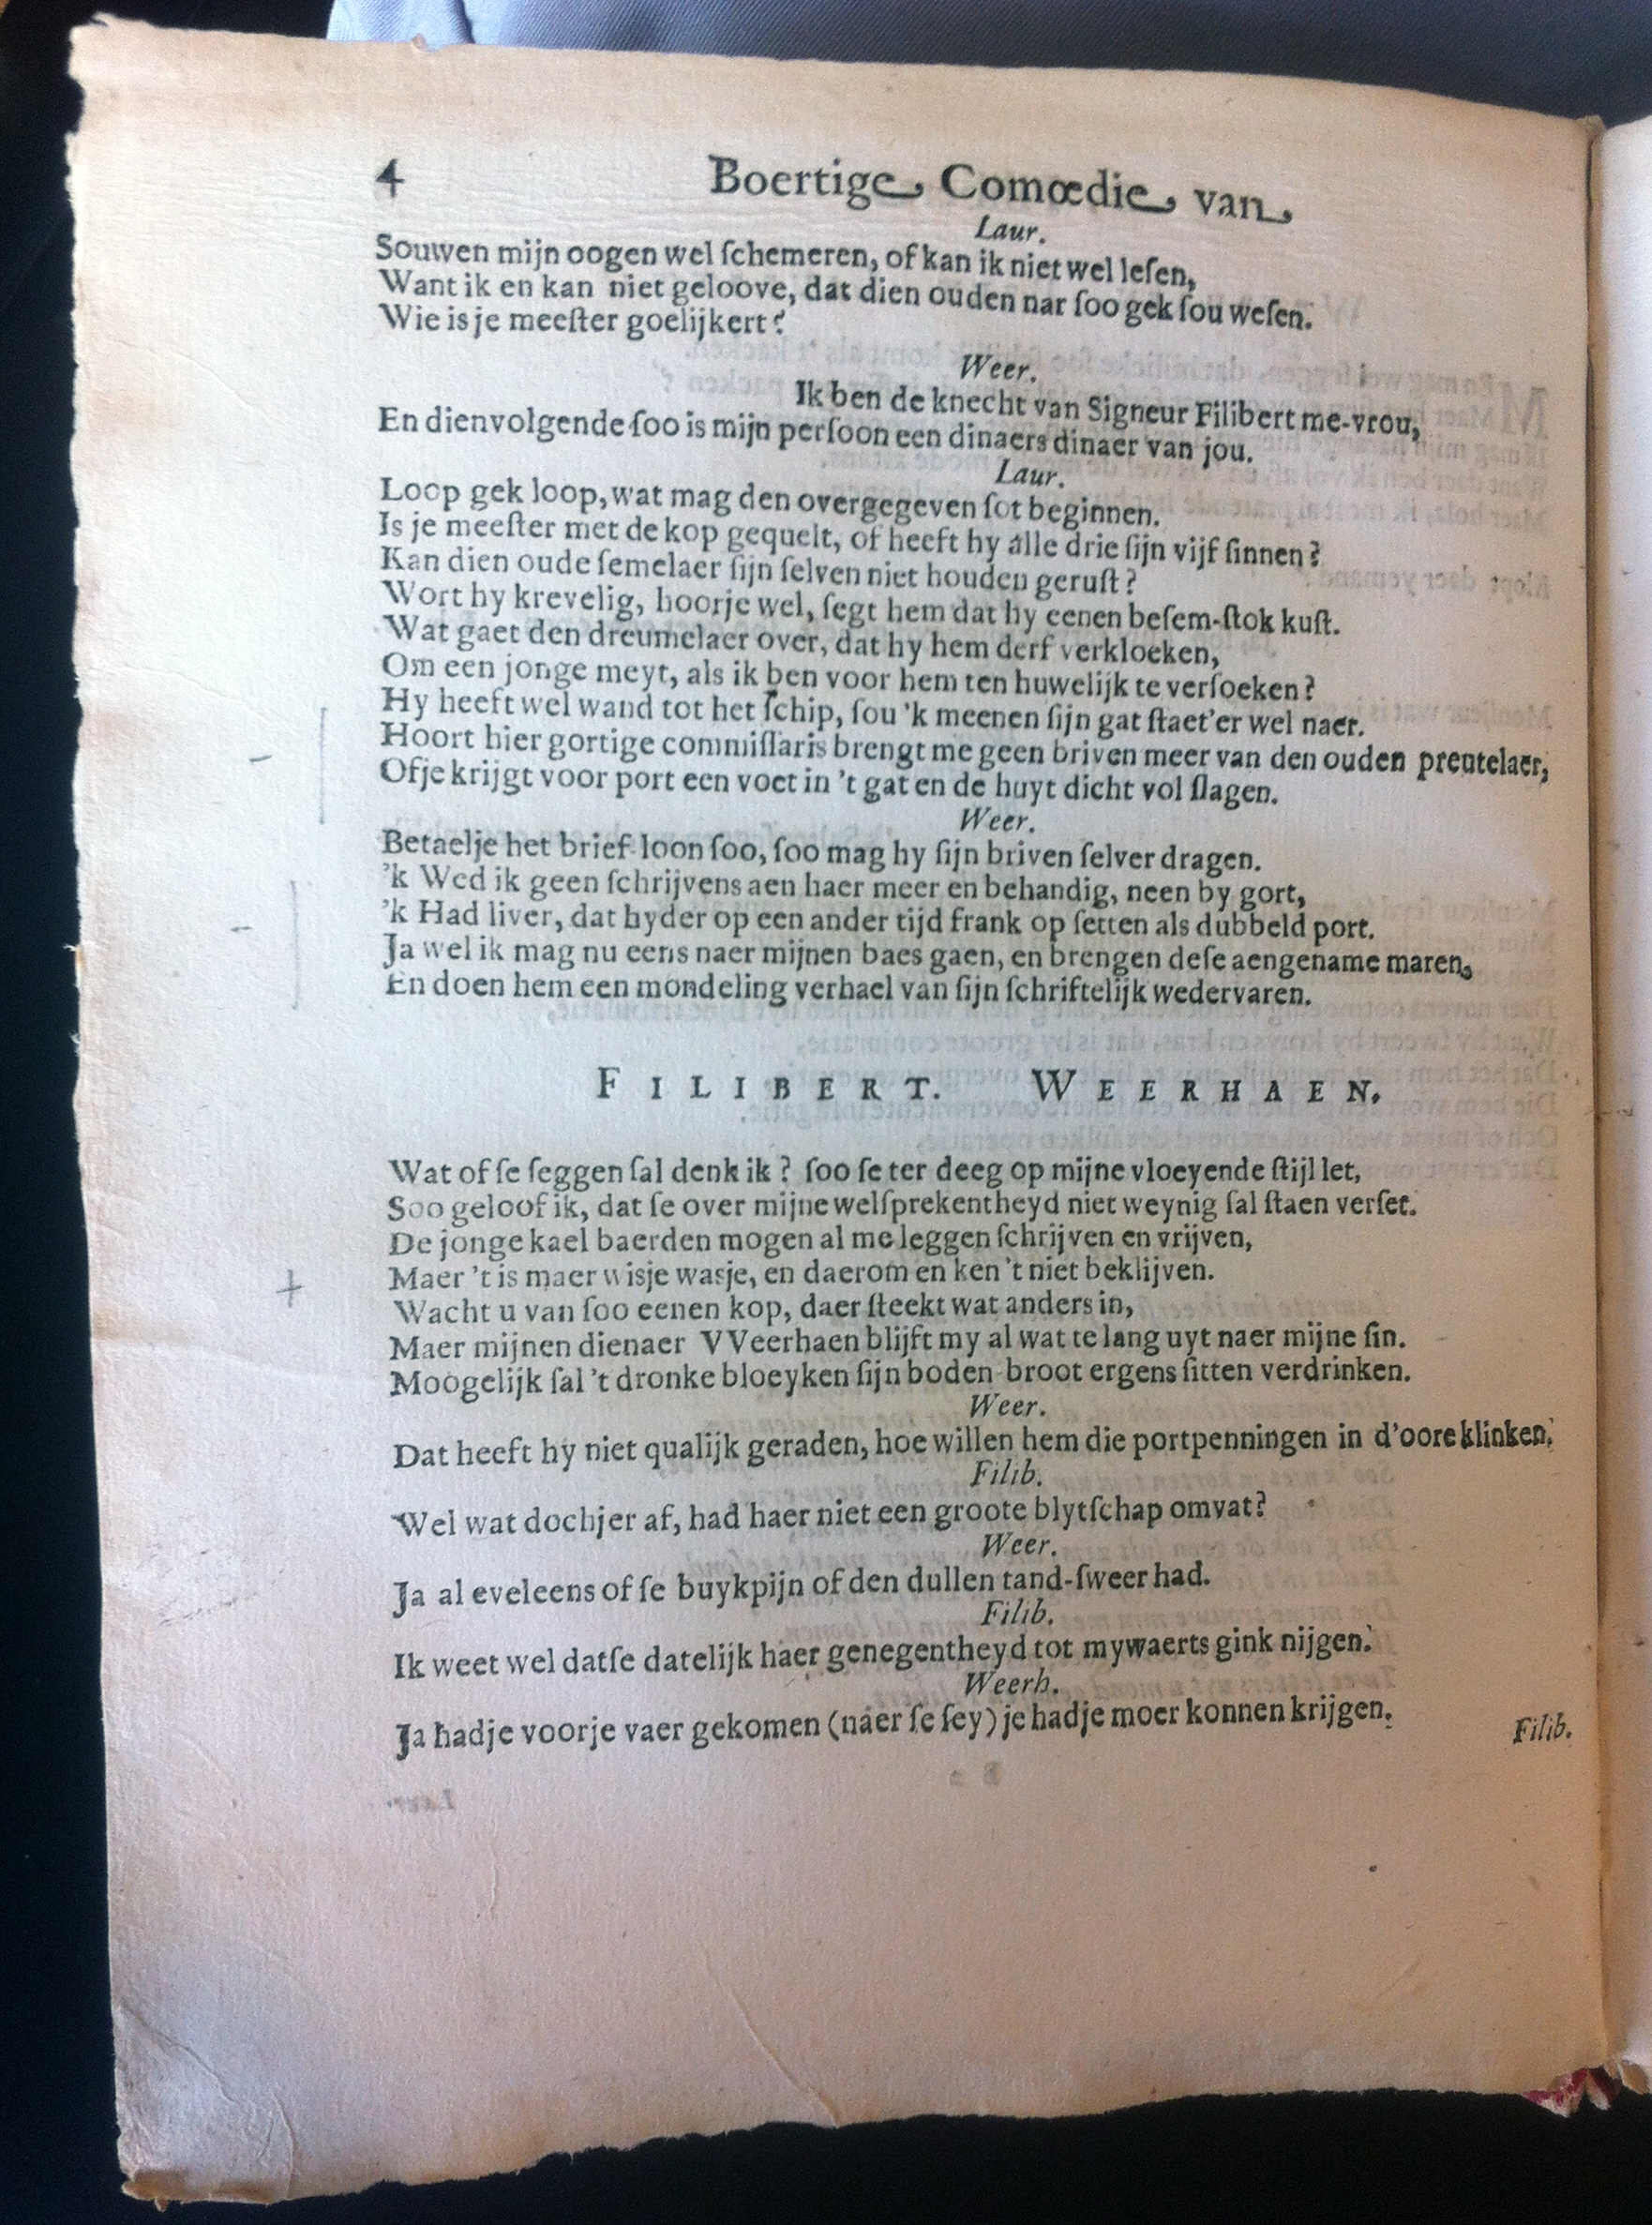 4 Boertige Comœdie van
Laur.
Souwen mijn oogen wel ſchemeren, of kan ik niet wel leſen,
Want ik en kan niet geloove, dat dien ouden nar ſoo gek ſou weſen.
Wie is je meeſter goelijkert?
Weer.
Ik ben de knecht van Signeur Filibert me-vrou,
En dienvolgende ſoo is mijn perſoon een dinaers dinaer van jou.
Laur.
Loop gek loop, wat mag den overgegeven ſot beginnen.
Is je meeſter met de kop gequelt, of heeft hy alle drie ſijn vijf ſinnen?
Kan dien oude ſemelaer ſijn ſelven niet houden geruſt?
Wort hy krevelig, hoorje wel, ſegt hem dat hy eenen beſem-ſtok kuſt.
Wat gaet den dreumelaer over, dat hy hem derf verkloeken,
Om een jonge meyt, als ik ben voor hem ten huwelijk te verſoeken?
Hy heeft wel wand tot het ſchip, ſou 'k meenen ſijn gat ſtaet'er wel naer.
Hoort hier gortige commiſſaris brengt me geen briven meer van den ouden preutelaer,
Ofje krijgt voor port een voet in 't gat en de huyt dicht vol ſlagen.
Weer.
Betaelje het brief-loon ſoo, ſoo mag hy ſijn briven ſelver dragen.
'k Wed ik geen ſchrijvens aen haer meer en behandig, neen by gort,
'k Had liver, dat hyder op een ander tijd frank op ſetten als dubbeld port.
Ja wel ik mag nu eens naer mijnen baes gaen, en brengen deſe aengename maren,
En doen hem een mondeling verhael van ſijn ſchriftelijk wedervaren.
FILIBERT. WEERHAEN.
Wat of ſe ſeggen ſal denk ik? ſoo ſe ter deeg op mijne vloeyende ſtijl let,
Soo geloof ik, dat ſe over mijne welſprekentheyd niet weynig ſal ſtaen verſet.
De jonge kael baerden mogen al me leggen ſchrijven en vrijven,
Maer 't is maer wisje wasje, en daerom en ken 't niet beklijven.
Wacht u van ſoo eenen kop, daer ſteekt wat anders in,
Maer mijnen dienaer VVeerhaen blijft my al wat te lang uyt naer mijne ſin.
Moogelijk ſal 't dronke bloeyken ſijn boden-broot ergens ſitten verdrinken.
Weer.
Dat heeft hy niet qualijk geraden, hoe willen hem die portpenningen in d'oore klinken.
Filib.
Wel wat dochjer af, had haer niet een groote blytſchap omvat?
Weer.
Ja al eveleens of ſe buykpijn of den dullen tand-ſweer had.
Filib.
Ik weet wel datſe datelijk haer genegentheyd tot mywaerts gink nijgen.
Weerh.
Ja hadje voorje vaer gekomen (naer ſe ſey) je hadje moer konnen krijgen.
Filib.